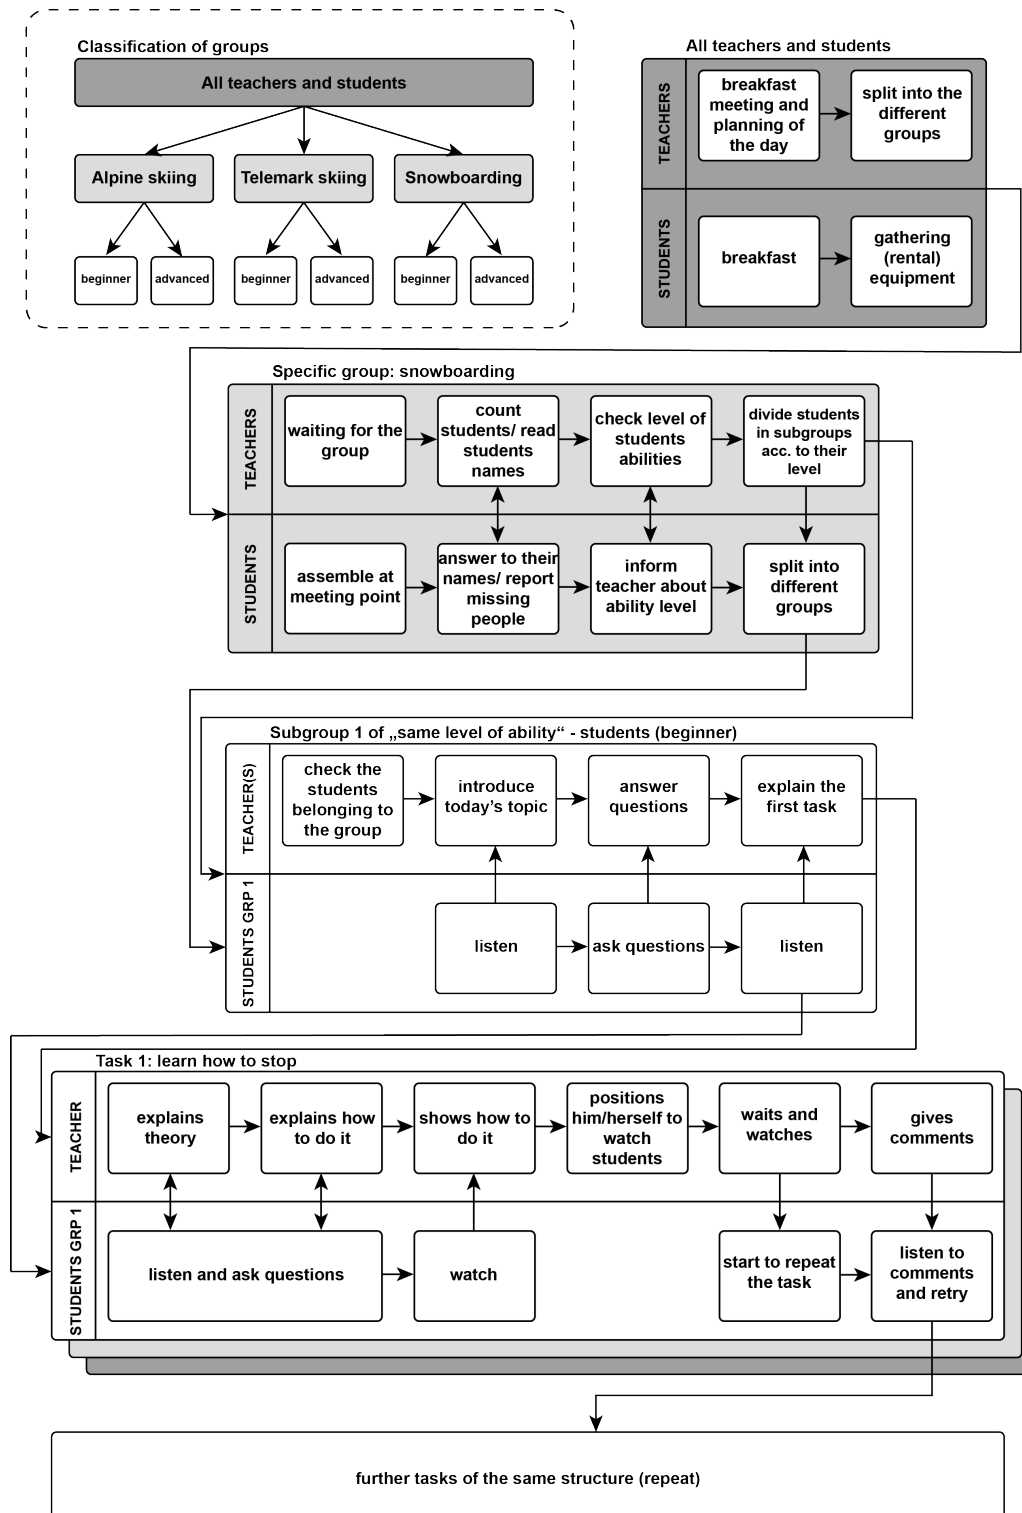 Classification of groups
All teachers and students
Alpine skiing
Telemark skiing
Snowboarding
beginner
advanced
beginner
advanced
beginner
advanced
All teachers and students
TEACHERS
breakfast
meeting and
planning of
the day
split into the
different
groups
STUDENTS
breakfast
gathering
(rental)
equipment
Specific group: snowboarding
TEACHERS
waiting for the
group
count
students/ read
students
names
check level of
students
abilities
divide students
in subgroups
acc. to their
level
STUDENTS
assemble at
meeting point
answer to their
names/ report
missing
people
inform
teacher about
ability level
split into
different
groups
Subgroup 1 of „same level of ability“ - students (beginner)
TEACHER(S)
check the
students
belonging to
the group
introduce
today’s topic
answer
questions
explain the
first task
STUDENTS GRP 1
listen
ask questions
listen
Task 1: learn how to stop
TEACHER
explains
theory
explains how
to do it
shows how to
do it
positions
him/herself to
watch
students
waits and
watches
gives
comments
STUDENTS GRP 1
listen and ask questions
watch
start to repeat
the task
listen to
comments
and retry
further tasks of the same structure (repeat)